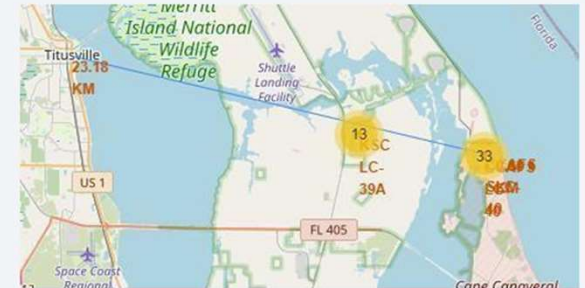 Merritt
Island National
Wildlife
Refuge
Florida
Titusville
23.18
KM
Shuttle
Landing
Facility
13
KSC
LC-
39A
33
40
US 1
FL 405
Space Coast
Regional
Cape Canaveral